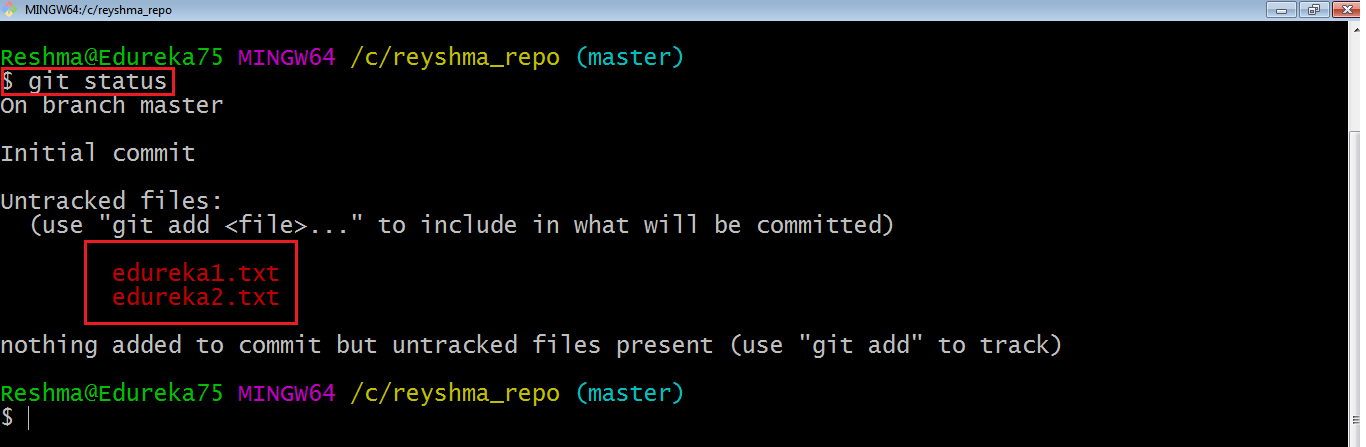 MINGW64:/c/reyshma_repo
Reshma@Edureka75 MINGW64 /c/reyshma_repo (master)
$ git status
On branch master
Initial commit
Untracked files:
(use "git add <file>..." to include in what will be committed)
edureka1.txt
edureka2.txt
nothing added to commit but untracked files present (use "git add" to track)
Reshma@Edureka75 MINGW64 /c/reyshma_repo (master)
$